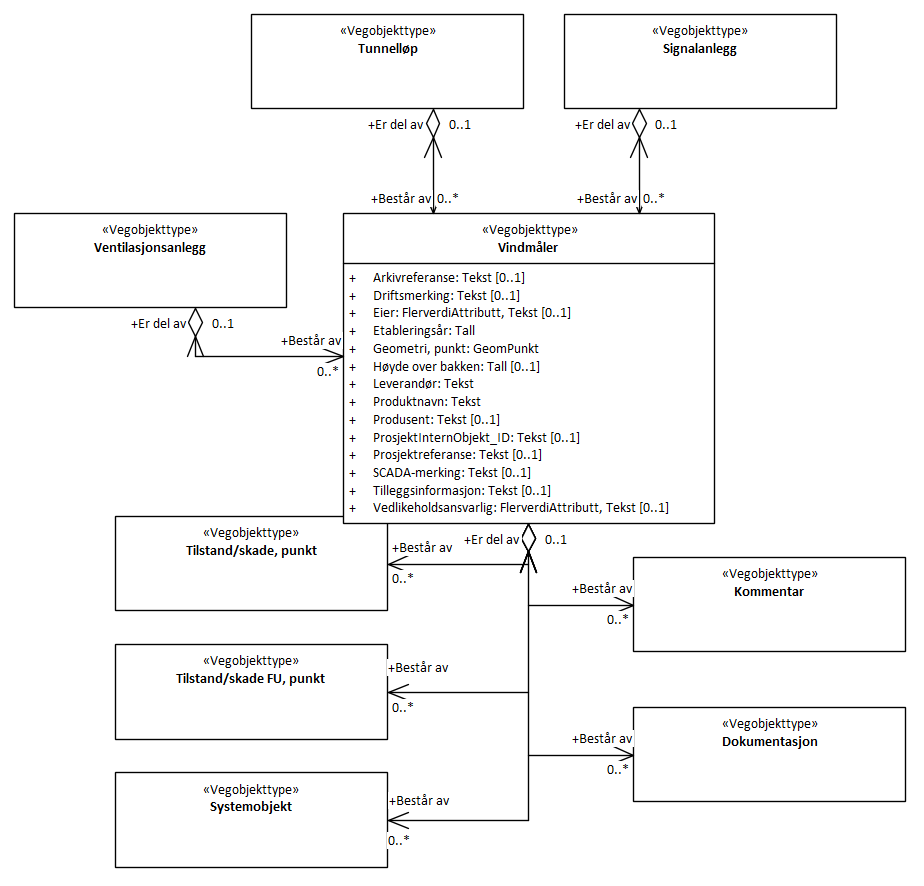 «Vegobjekttype»
Tunnelløp
«Vegobjekttype»
Signalanlegg
+Er del av
0..1
+Er del av
0..1
+Består av
0..*
+Består av
0..*
«Vegobjekttype»
Ventilasjonsanlegg
+Er del av
0..1
+Består av
0..*
«Vegobjekttype»
Vindmåler
+ Arkivreferanse: Tekst [0..1]
+ Driftsmerking: Tekst [0..1]
+ Eier: FlerverdiAttributt, Tekst [0..1]
+ Etableringsår: Tall
+ Geometri, punkt: GeomPunkt
+ Høyde over bakken: Tall [0..1]
+ Leverandør: Tekst
+ Produktnavn: Tekst
+ Produsent: Tekst [0..1]
+ ProsjektInternObjekt_ID: Tekst [0..1]
+ Prosjektreferanse: Tekst [0..1]
+ SCADA-merking: Tekst [0..1]
+ Tilleggsinformasjon: Tekst [0..1]
+ Vedlikeholdsansvarlig: FlerverdiAttributt, Tekst [0..1]
«Vegobjekttype»
Tilstand/skade, punkt
+Består av
0..*
+Er del av
0..1
«Vegobjekttype»
Kommentar
+Består av
0..*
«Vegobjekttype»
Tilstand/skade FU, punkt
+Består av
0..*
«Vegobjekttype»
Dokumentasjon
+Består av
0..*
«Vegobjekttype»
Systemobjekt
+Består av
0..*